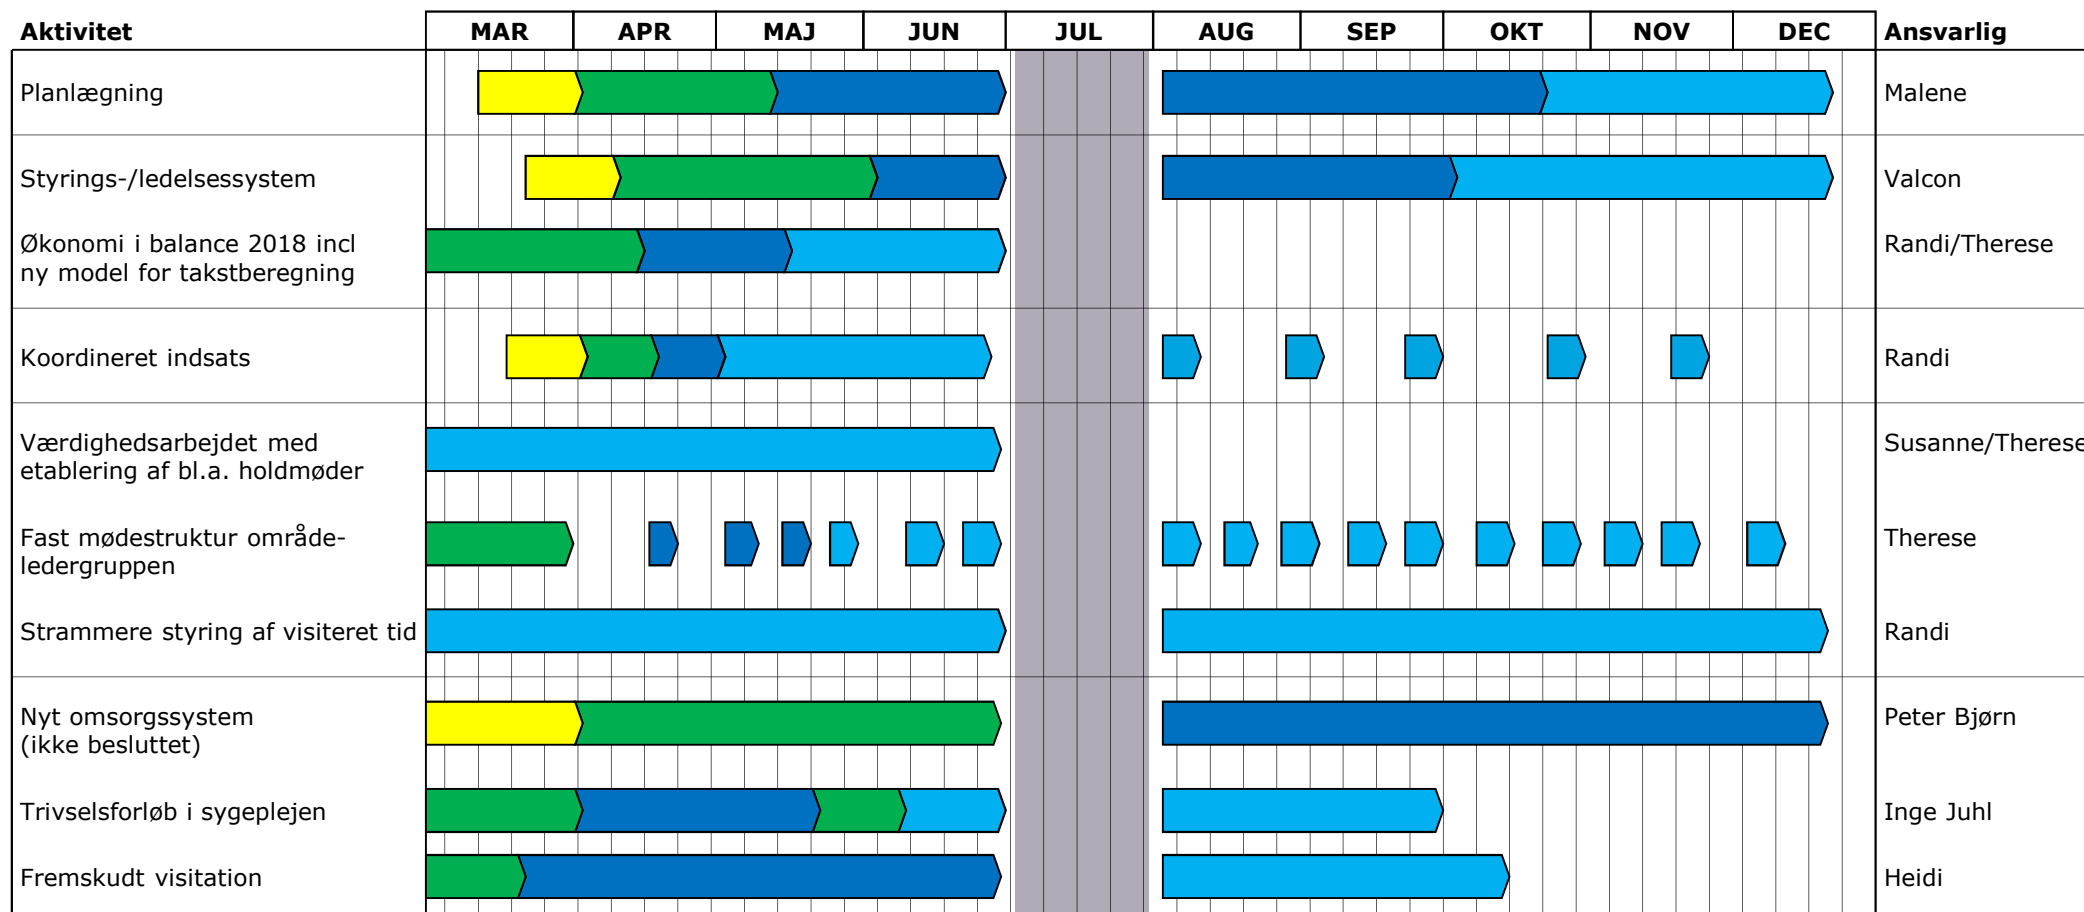 Aktivitet MAR APR MAJ JUN JUL AUG SEP OKT NOV DEC Ansvarlig
Planlægning Malene
Styrings-/ledelsessystem Valcon
Økonomi i balance 2018 incl Randi/Therese
ny model for takstberegning
Koordineret indsats Randi
Værdighedsarbejdet med Susanne/Therese
etablering af bl.a. holdmøder
Fast mødestruktur område- Therese
ledergruppen
Strammere styring af visiteret tid Randi
Nyt omsorgssystem Peter Bjørn
(ikke besluttet)
Trivselsforløb i sygeplejen Inge Juhl
Fremskudt visitation Heidi